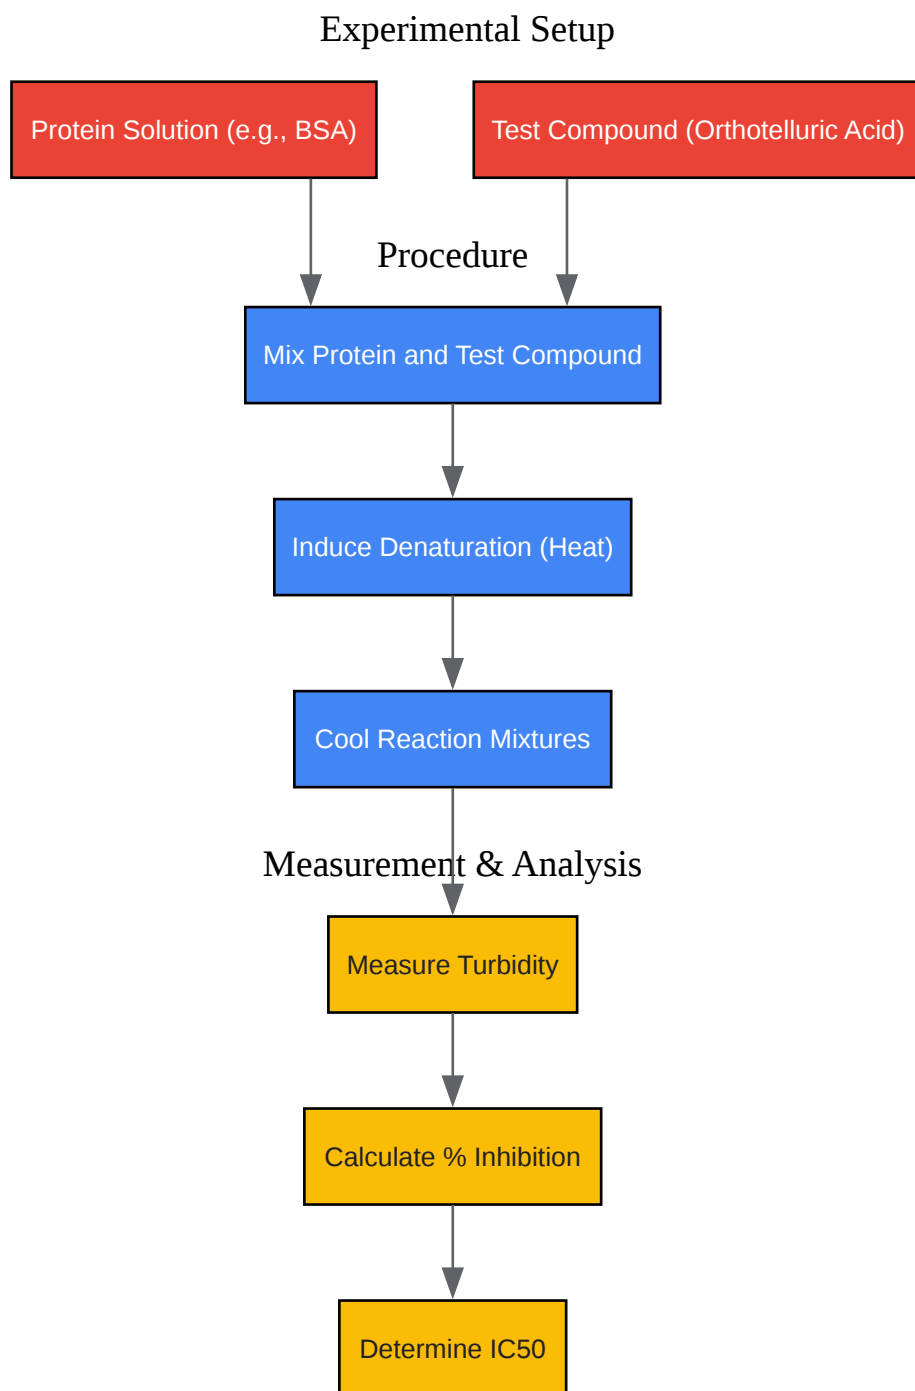 Experimental Setup
Protein Solution (e.g., BSA)
Test Compound (Orthotelluric Acid)
Procedure
Mix Protein and Test Compound
Induce Denaturation (Heat)
Cool Reaction Mixtures
Measurement & Analysis
Measure Turbidity
Calculate % Inhibition
Determine IC50